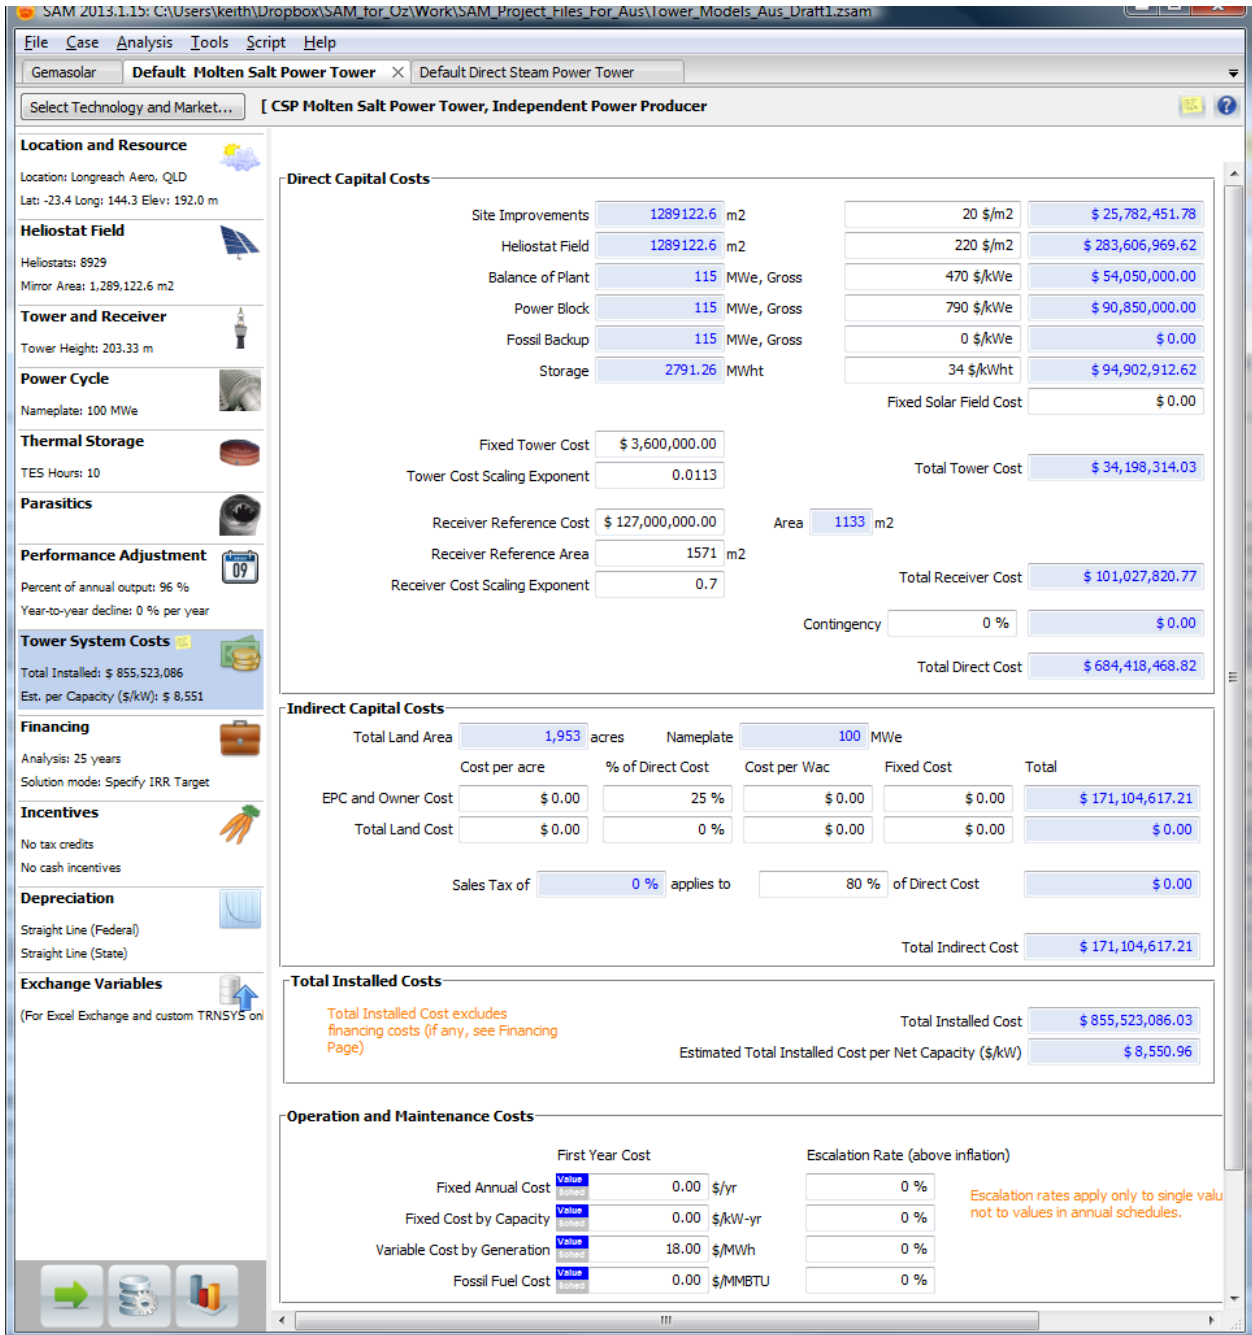 SAM 2013.1.15: C:\Users\keith\Dropbox\SAM_for_Oz\Work\SAM_Project_Files_For_Aus\Tower_Models_Aus_Draft1.zsam
File Case Analysis Tools Script Help
Gemasolar Default Molten Salt Power Tower Default Direct Steam Power Tower
Select Technology and Market... [ CSP Molten Salt Power Tower, Independent Power Producer
Location and Resource
Location: Longreach Aero, QLD
Lat: -23.4 Long: 144.3 Elev: 192.0 m
Heliostat Field
Heliostats: 8929
Mirror Area: 1,289,122.6 m2
Tower and Receiver
Tower Height: 203.33 m
Power Cycle
Nameplate: 100 MWe
Thermal Storage
TES Hours: 10
Parasitics
Performance Adjustment
09
Percent of annual output: 96 %
Year-to-year decline: 0 % per year
Tower System Costs
Total Installed: $ 855,523,086
Est. per Capacity ($/kW): $ 8,551
Financing
Analysis: 25 years
Solution mode: Specify IRR Target
Incentives
No tax credits
No cash incentives
Depreciation
Straight Line (Federal)
Straight Line (State)
Exchange Variables
(For Excel Exchange and custom TRNSYS onl
Direct Capital Costs
Site Improvements 1289122.6 m2 20 $/m2 $ 25,782,451.78
Heliostat Field 1289122.6 m2 220 $/m2 $ 283,606,969.62
Balance of Plant 115 MWe, Gross 470 $/kWe $ 54,050,000.00
Power Block 115 MWe, Gross 790 $/kWe $ 90,850,000.00
Fossil Backup 115 MWe, Gross 0 $/kWe $ 0.00
Storage 2791.26 MWht 34 $/kWht $ 94,902,912.62
Fixed Solar Field Cost $ 0.00
Fixed Tower Cost $ 3,600,000.00
Tower Cost Scaling Exponent 0.0113 Total Tower Cost $ 34,198,314.03
Receiver Reference Cost $ 127,000,000.00 Area 1133 m2
Receiver Reference Area 1571 m2
Receiver Cost Scaling Exponent 0.7 Total Receiver Cost $ 101,027,820.77
Contingency 0 % $ 0.00
Total Direct Cost $ 684,418,468.82
Indirect Capital Costs
Total Land Area 1,953 acres Nameplate 100 MWe
Cost per acre % of Direct Cost Cost per Wac Fixed Cost Total
EPC and Owner Cost $ 0.00 25 % $ 0.00 $ 0.00 $ 171,104,617.21
Total Land Cost $ 0.00 0 % $ 0.00 $ 0.00 $ 0.00
Sales Tax of 0 % applies to 80 % of Direct Cost $ 0.00
Total Indirect Cost $ 171,104,617.21
Total Installed Costs
Total Installed Cost excludes
financing costs (if any, see Financing
Page)
Total Installed Cost $ 855,523,086.03
Estimated Total Installed Cost per Net Capacity ($/kW) $ 8,550.96
Operation and Maintenance Costs
First Year Cost Escalation Rate (above inflation)
Fixed Annual Cost Value Sched 0.00 $/yr 0 %
Fixed Cost by Capacity Value Sched 0.00 $/kW-yr 0 %
Variable Cost by Generation Value Sched 18.00 $/MWh 0 %
Fossil Fuel Cost Value Sched 0.00 $/MMBTU 0 %
Escalation rates apply only to single valu
not to values in annual schedules.